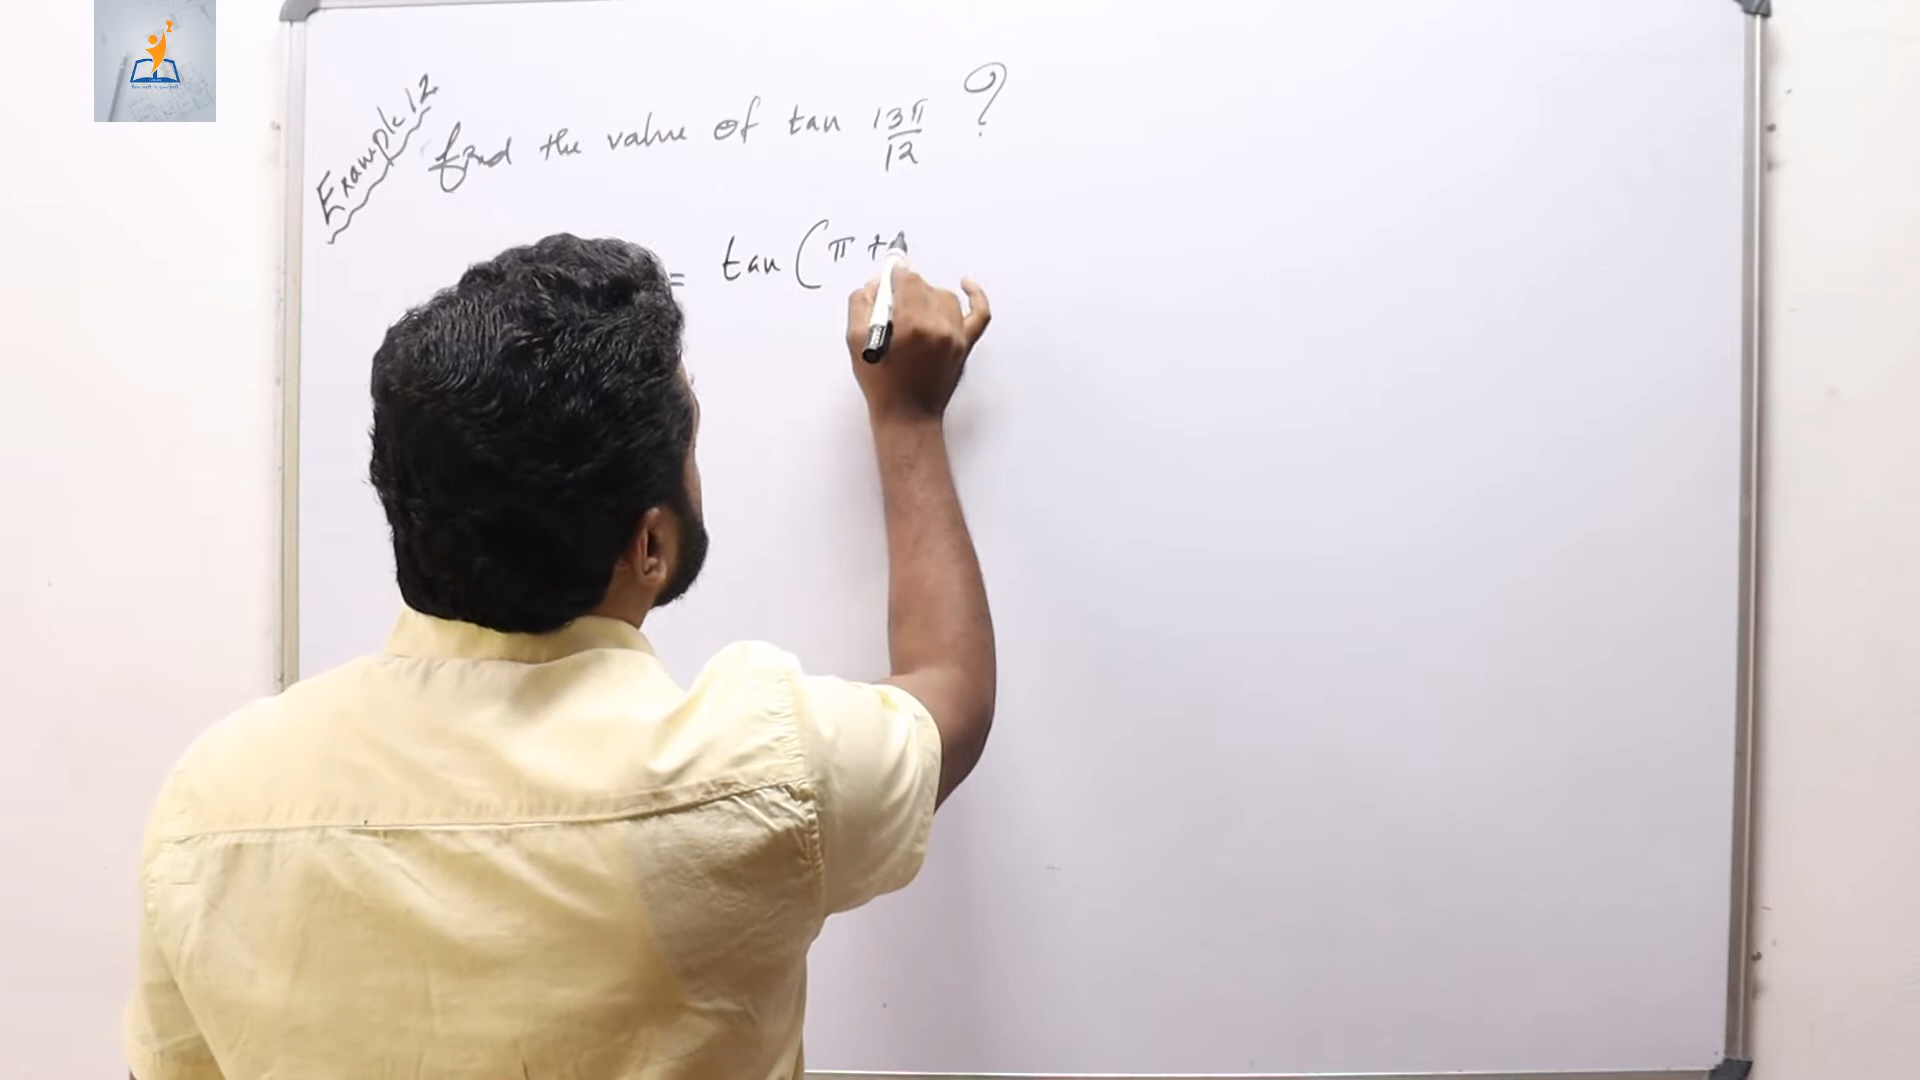 Example 12
find the value of tan 13π/12 ?
= tan (π +